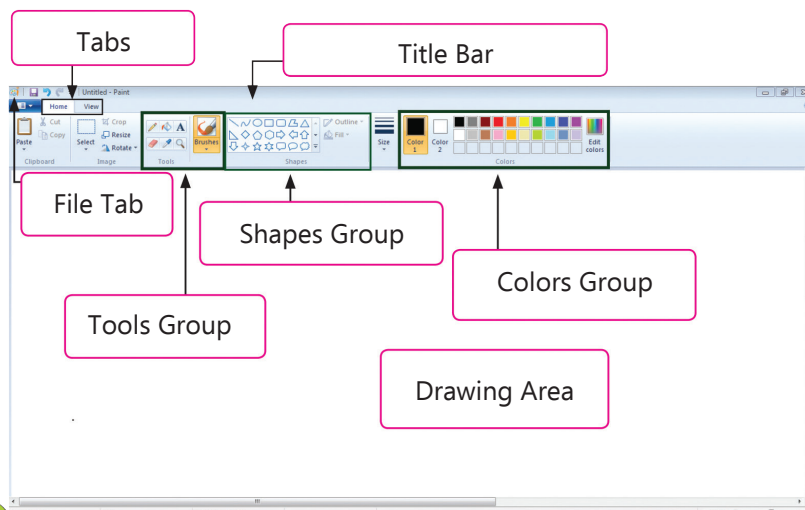 Tabs
Title Bar
Untitled - Paint
Home View
Paste
Cut
Copy
Clipboard
Select
Crop
Resize
Rotate
Image
A
Tools
Brushes
Outline
Fill
Shapes
Size
Color 1
Color 2
Edit colors
Colors
File Tab
Shapes Group
Colors Group
Tools Group
Drawing Area